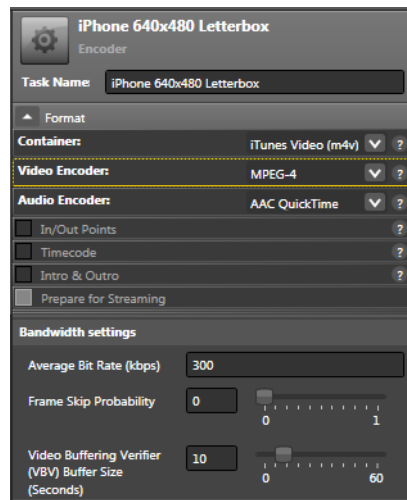 iPhone 640x480 Letterbox
Encoder
Task Name: iPhone 640x480 Letterbox
Format
Container: iTunes Video (m4v) ?
Video Encoder: MPEG-4 ?
Audio Encoder: AAC QuickTime ?
In/Out Points ?
Timecode ?
Intro & Outro ?
Prepare for Streaming
Bandwidth settings
Average Bit Rate (kbps) 300
Frame Skip Probability 0
0 1
Video Buffering Verifier
(VBV) Buffer Size 10
(Seconds) 0 60